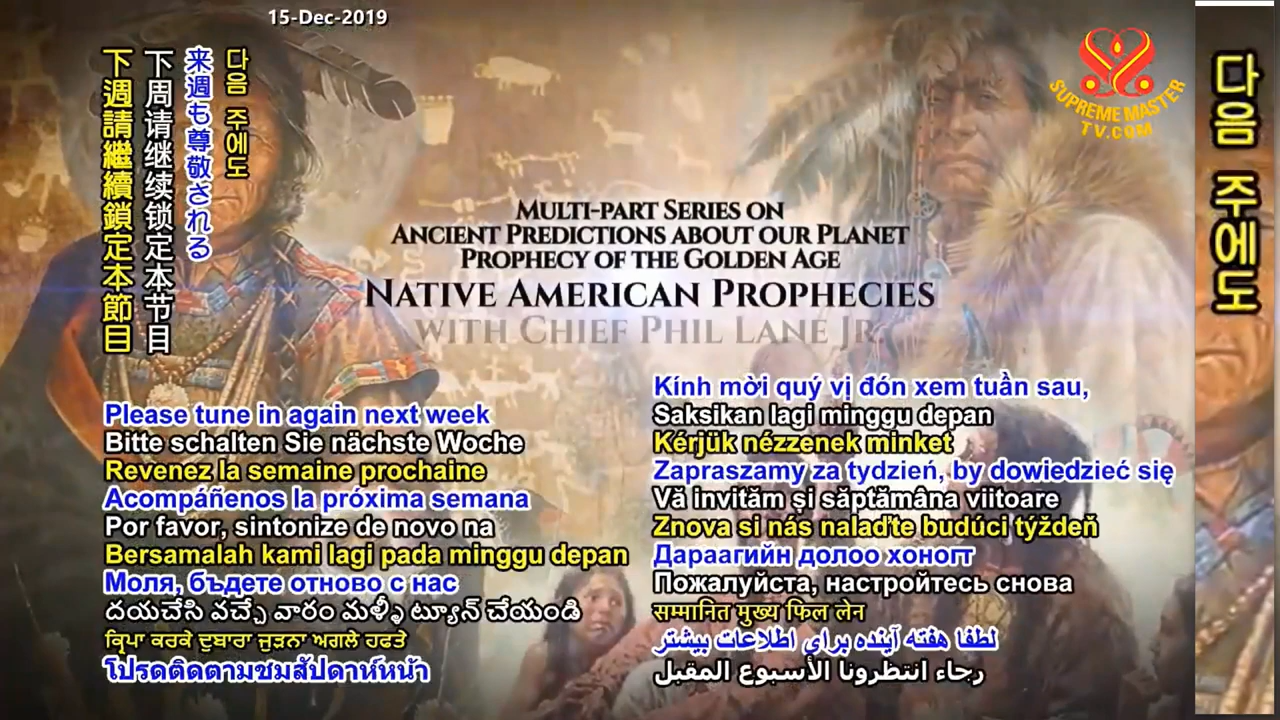 15-Dec-2019
SUPREME MASTER
TV.COM
다음 주에도
来週も尊敬される
下周请继续锁定本节目
下週請繼續鎖定本節目
다음 주에도
MULTI-PART SERIES ON
ANCIENT PREDICTIONS ABOUT OUR PLANET
PROPHECY OF THE GOLDEN AGE
NATIVE AMERICAN PROPHECIES
WITH CHIEF PHIL LANE JR.
Please tune in again next week
Bitte schalten Sie nächste Woche
Revenez la semaine prochaine
Acompáñenos la próxima semana
Por favor, sintonize de novo na
Bersamalah kami lagi pada minggu depan
Моля, бъдете отново с нас
దయచేసి వచ్చే వారం మళ్ళీ ట్యూన్ చేయండి
ਕ੍ਰਿਪਾ ਕਰਕੇ ਦੁਬਾਰਾ ਜੁੜਨਾ ਅਗਲੇ ਹਫਤੇ
โปรดติดตามชมสัปดาห์หน้า
Kính mời quý vị đón xem tuần sau,
Saksikan lagi minggu depan
Kérjük nézzenek minket
Zapraszamy za tydzień, by dowiedzieć się
Vă invităm și săptămâna viitoare
Znova si nás nalaďte budúci týždeň
Дараагийн долоо хоногт
Пожалуйста, настройтесь снова
सम्मानित मुख्य फिल लेन
لطفا هفته آینده برای اطلاعات بیشتر
رجاء انتظرونا الأسبوع المقبل